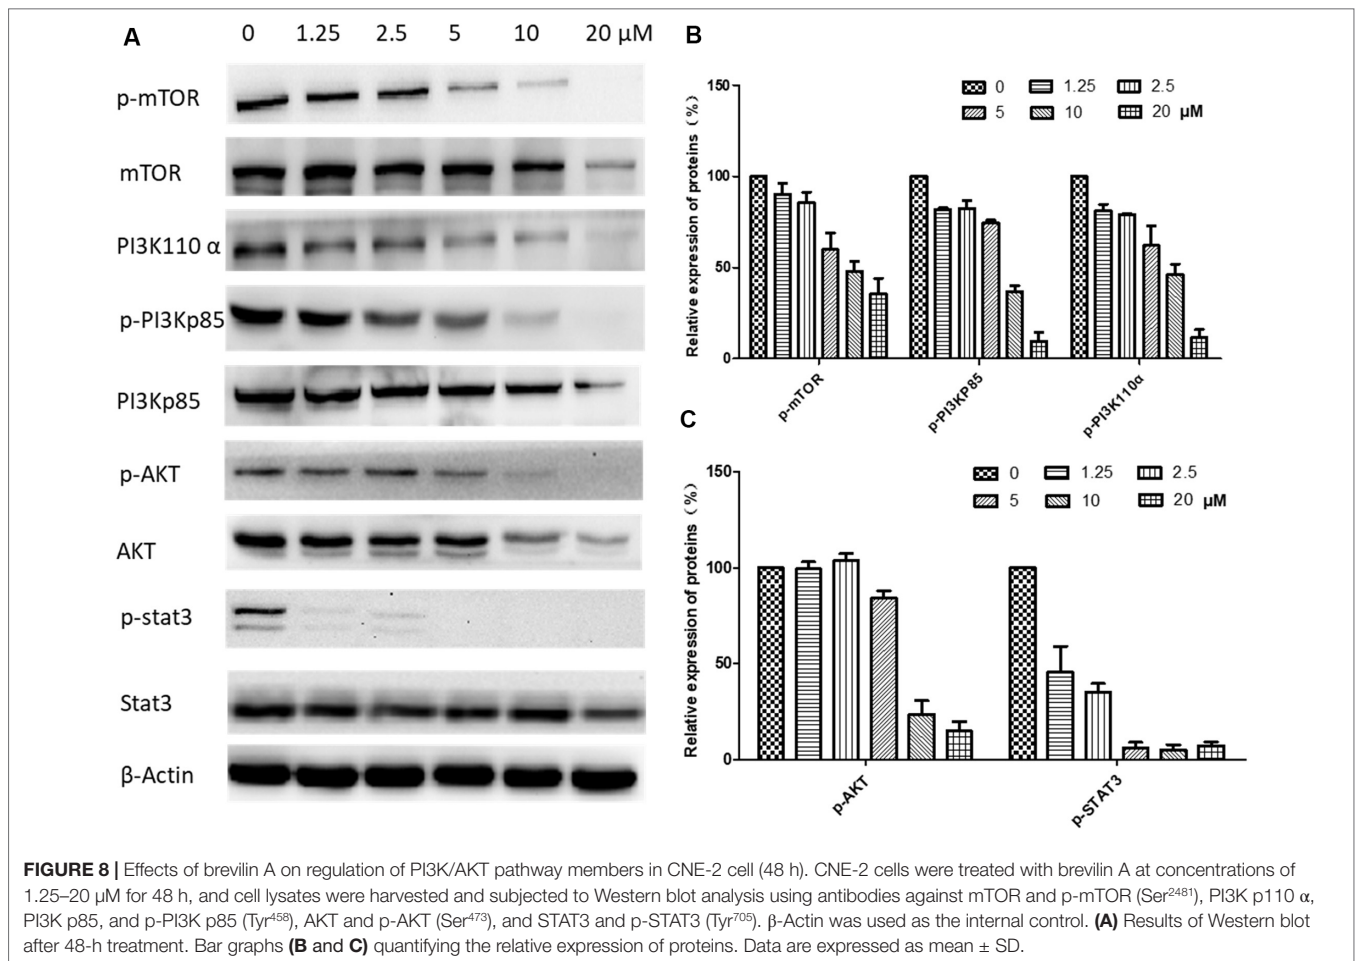 A
0 1.25 2.5 5 10 20 μM
p-mTOR
mTOR
PI3K110 α
p-PI3Kp85
PI3Kp85
p-AKT
AKT
p-stat3
Stat3
β-Actin
B
Relative expression of proteins (%)
150
100
50
0
0 1.25 2.5
5 10 20 μM
p-mTOR
p-PI3KP85
p-PI3K110α
C
Relative expression of proteins (%)
150
100
50
0
0 1.25 2.5
5 10 20 μM
p-AKT
p-STAT3
FIGURE 8 | Effects of brevilin A on regulation of PI3K/AKT pathway members in CNE-2 cell (48 h). CNE-2 cells were treated with brevilin A at concentrations of
1.25–20 μM for 48 h, and cell lysates were harvested and subjected to Western blot analysis using antibodies against mTOR and p-mTOR (Ser2481), PI3K p110 α,
PI3K p85, and p-PI3K p85 (Tyr458), AKT and p-AKT (Ser473), and STAT3 and p-STAT3 (Tyr705). β-Actin was used as the internal control. (A) Results of Western blot
after 48-h treatment. Bar graphs (B and C) quantifying the relative expression of proteins. Data are expressed as mean ± SD.